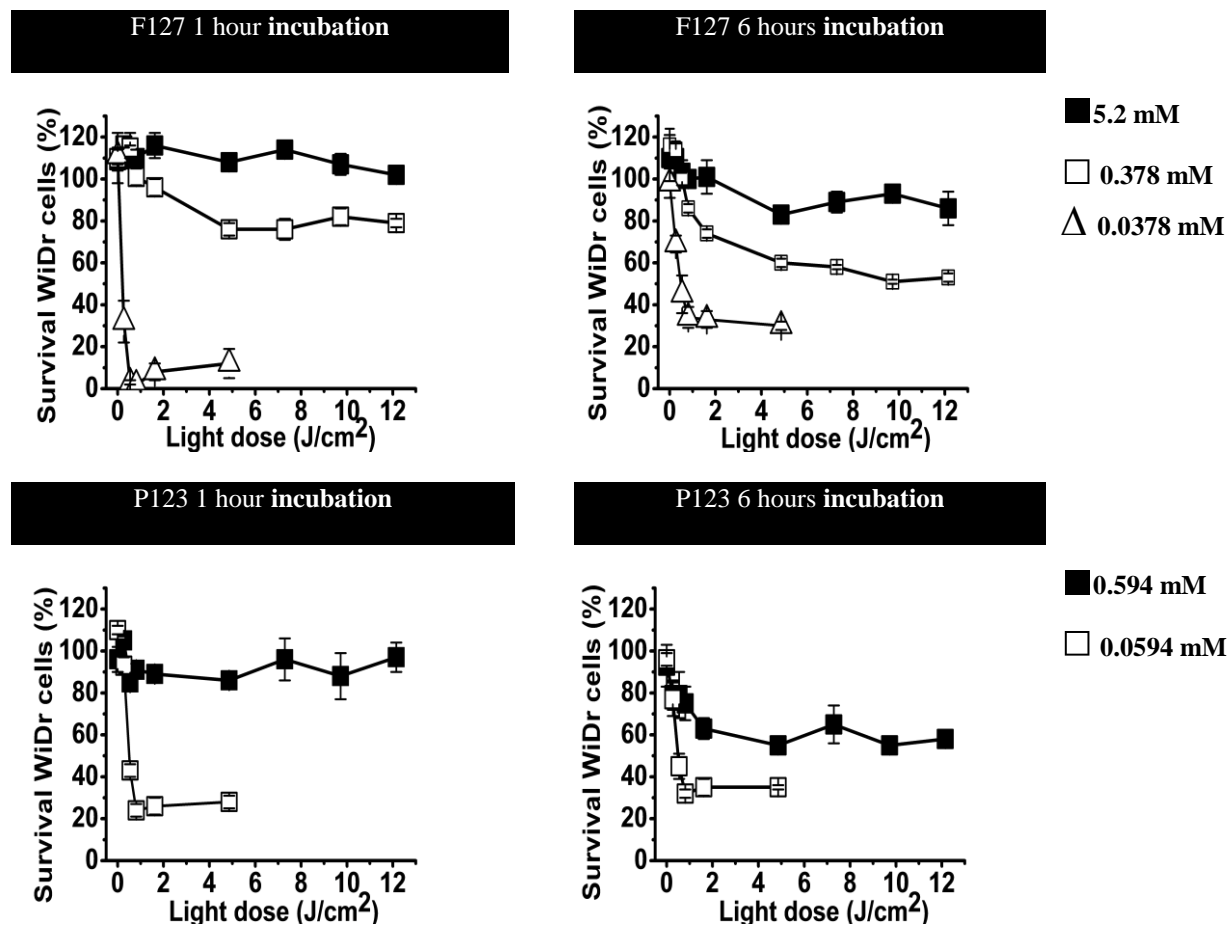 F127 1 hour incubation
F127 6 hours incubation
Survival WiDr cells (%)
120
100
80
60
40
20
0
0 2 4 6 8 10 12
Light dose (J/cm²)
Survival WiDr cells (%)
120
100
80
60
40
20
0
0 2 4 6 8 10 12
Light dose (J/cm²)
5.2 mM
0.378 mM
0.0378 mM
P123 1 hour incubation
P123 6 hours incubation
Survival WiDr cells (%)
120
100
80
60
40
20
0
0 2 4 6 8 10 12
Light dose (J/cm²)
Survival WiDr cells (%)
120
100
80
60
40
20
0
0 2 4 6 8 10 12
Light dose (J/cm²)
0.594 mM
0.0594 mM